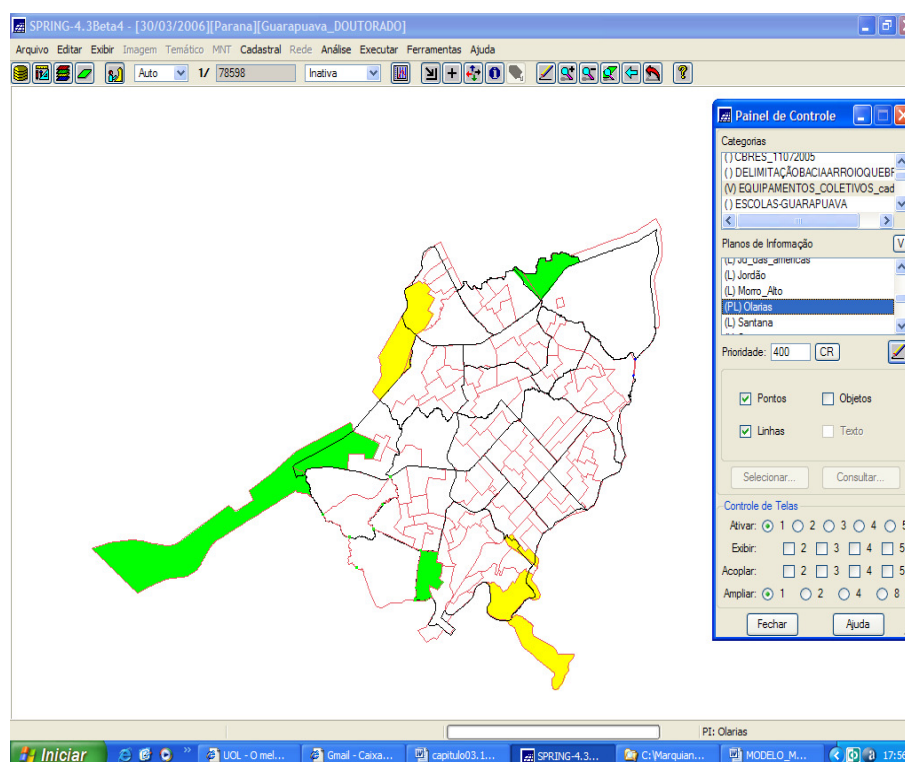 SPRING-4.3Beta4 - [30/03/2006][Parana][Guarapuava_DOUTORADO]
Arquivo Editar Exibir Imagem Temático MNT Cadastral Rede Análise Executar Ferramentas Ajuda
Auto 1/ 78598 Inativa
Painel de Controle
Categorias
() CBRES_11072005
() DELIMITAÇÃOBACIAARROIOQUEBR
(V) EQUIPAMENTOS_COLETIVOS_cad
() ESCOLAS-GUARAPUAVA
Planos de Informação V
(L) Jd_das_americas
(L) Jordão
(L) Morro_Alto
(PL) Olarias
(L) Santana
Prioridade: 400 CR
Pontos Objetos
Linhas Texto
Selecionar... Consultar...
Controle de Telas
Ativar: 1 2 3 4 5
Exibir: 2 3 4 5
Acoplar: 2 3 4 5
Ampliar: 1 2 4 8
Fechar Ajuda
PI: Olarias
Iniciar UOL - O mel... Gmail - Caixa... capitulo03.1... SPRING-4.3... C:\Marquian... MODELO_M... 17:56